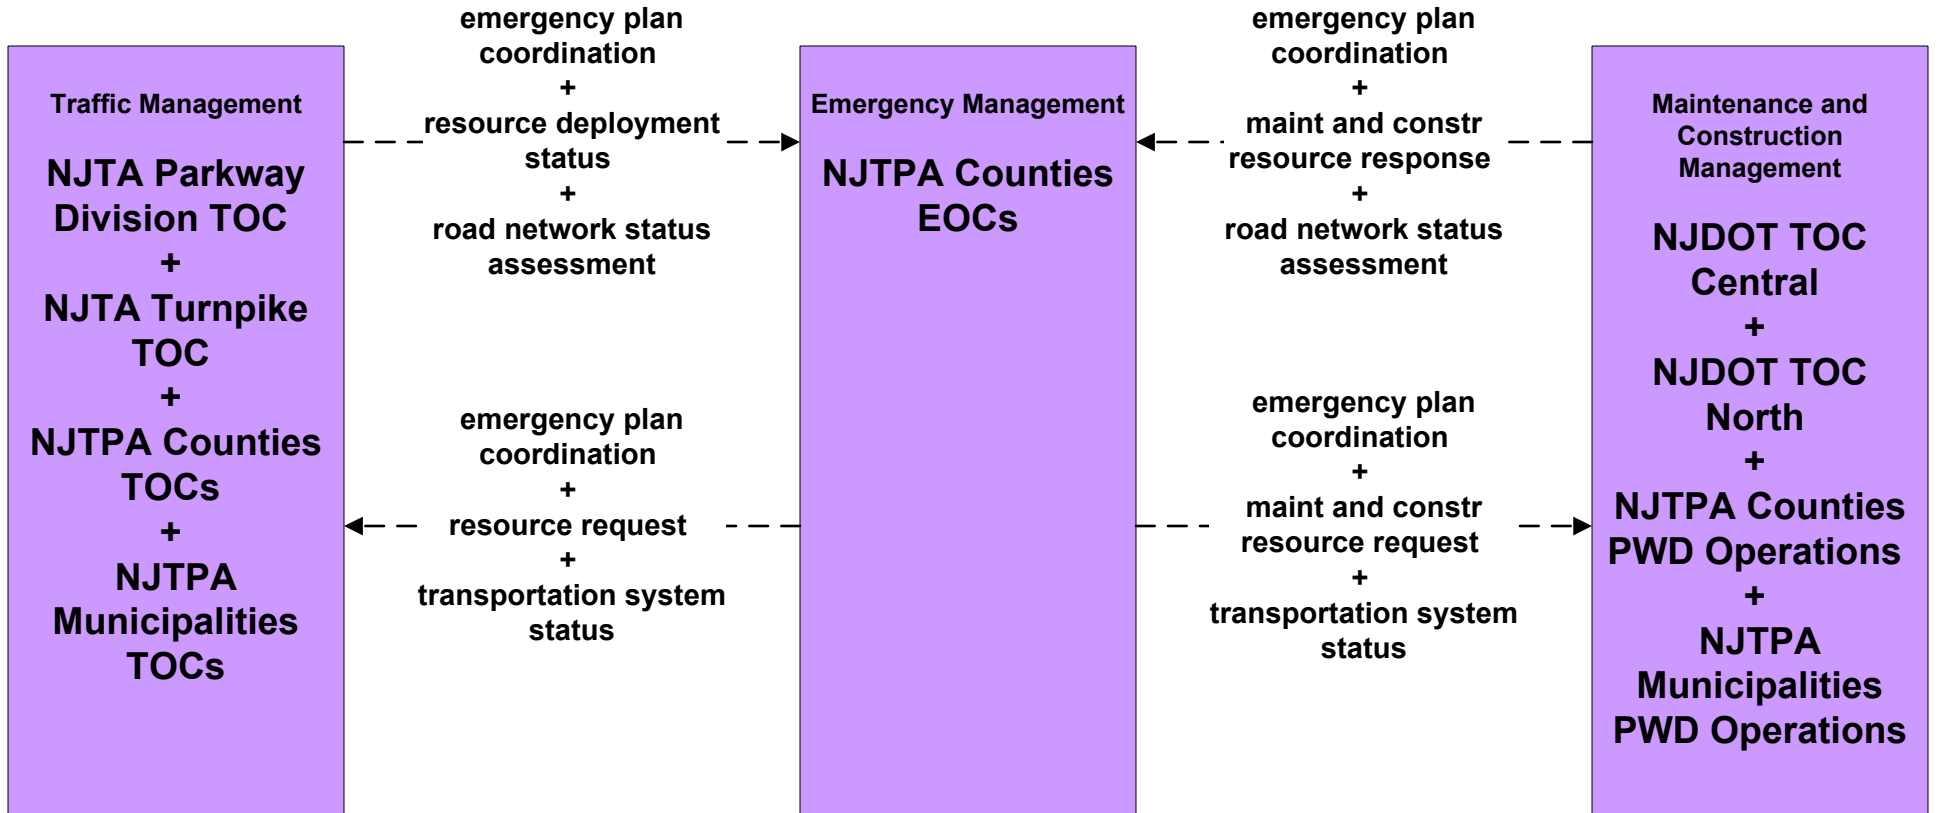 Traffic Management
NJTA Parkway
Division TOC
+
NJTA Turnpike
TOC
+
NJTPA Counties
TOCs
+
NJTPA
Municipalities
TOCs
emergency plan
coordination
+
resource deployment
status
+
road network status
assessment
emergency plan
coordination
+
resource request
+
transportation system
status
Emergency Management
NJTPA Counties
EOCs
emergency plan
coordination
+
maint and constr
resource response
+
road network status
assessment
emergency plan
coordination
+
maint and constr
resource request
+
transportation system
status
Maintenance and
Construction
Management
NJDOT TOC
Central
+
NJDOT TOC
North
+
NJTPA Counties
PWD Operations
+
NJTPA
Municipalities
PWD Operations